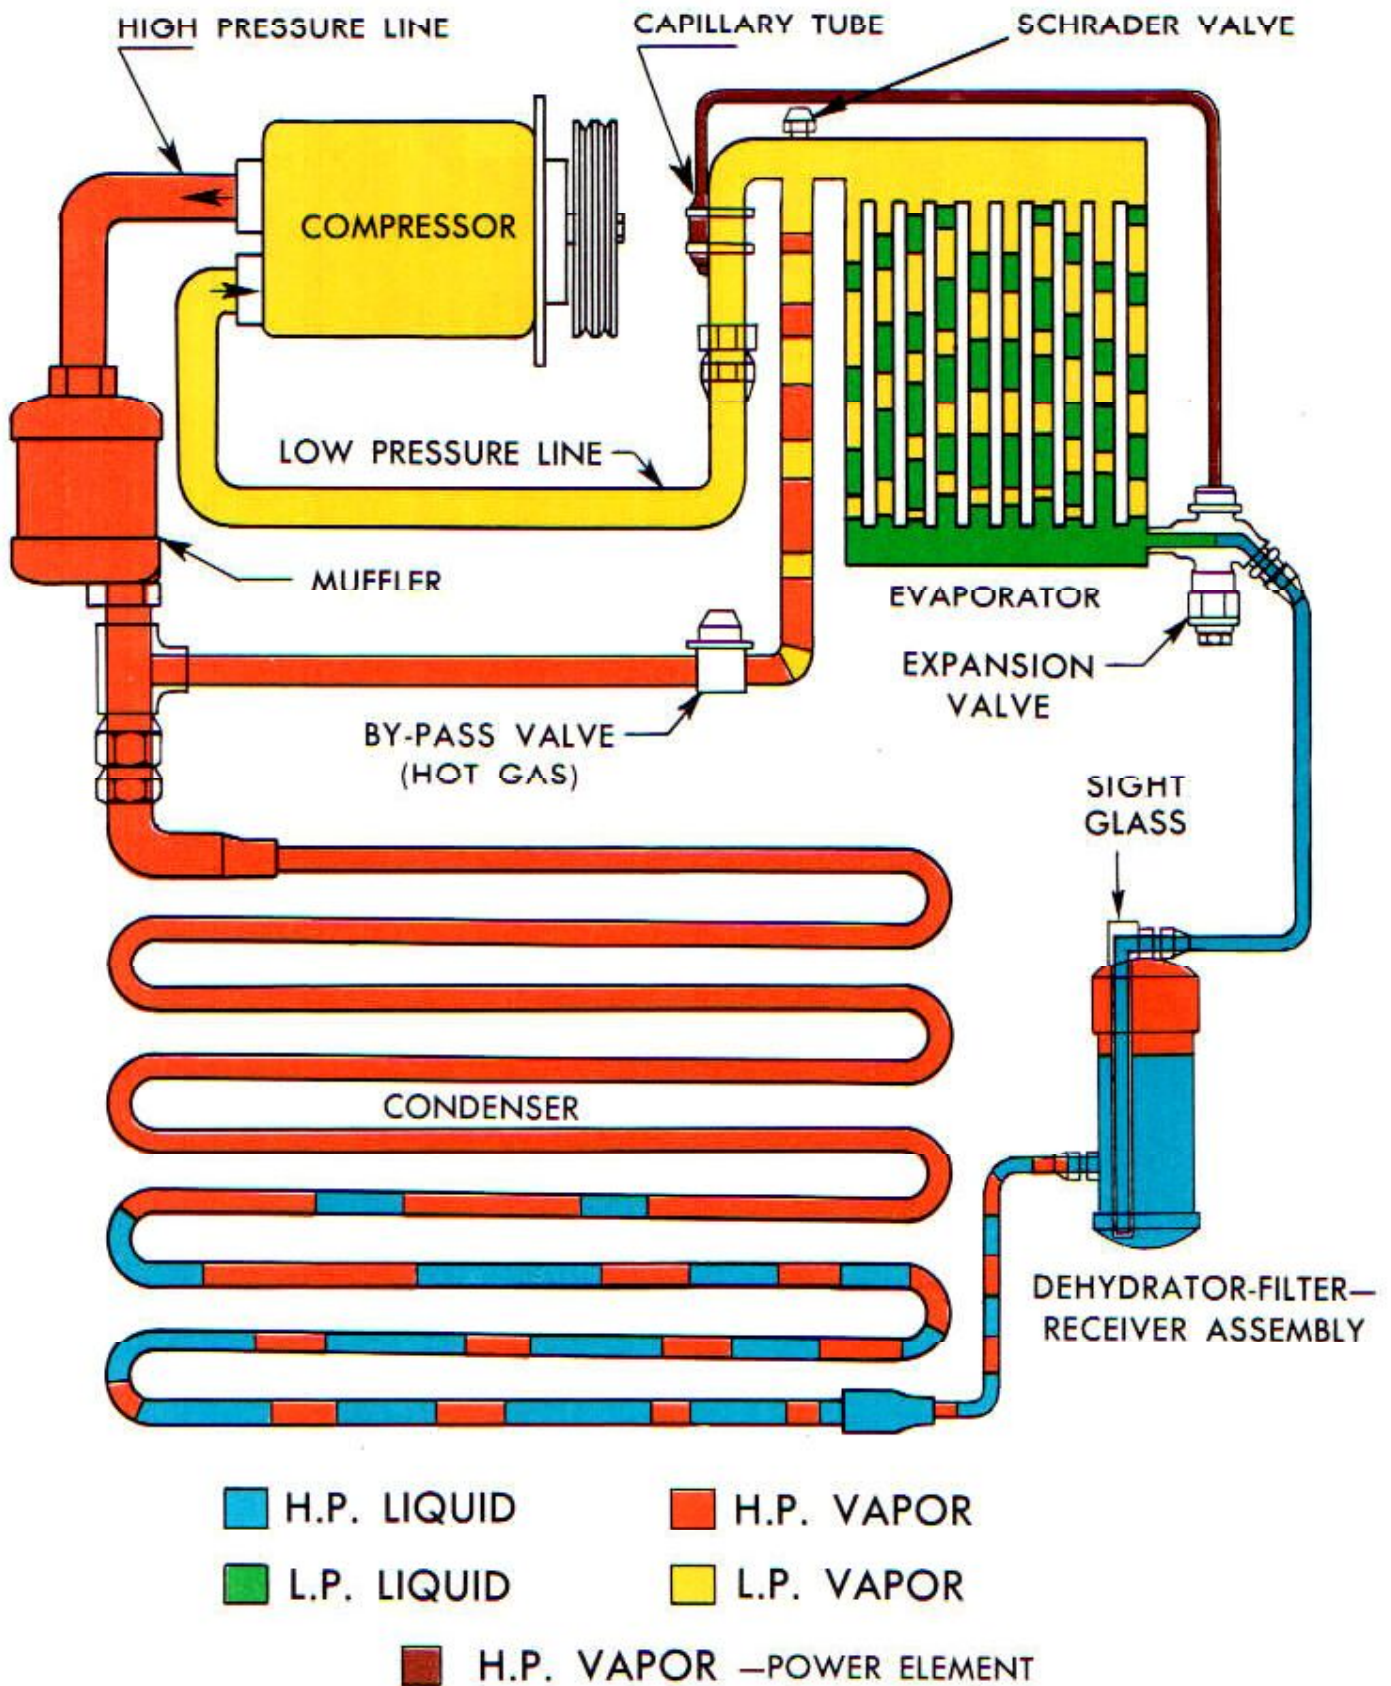 HIGH PRESSURE LINE
CAPILLARY TUBE
SCHRADER VALVE
COMPRESSOR
LOW PRESSURE LINE
MUFFLER
EVAPORATOR
EXPANSION
VALVE
BY-PASS VALVE
(HOT GAS)
SIGHT
GLASS
CONDENSER
DEHYDRATOR-FILTER—
RECEIVER ASSEMBLY
H.P. LIQUID
H.P. VAPOR
L.P. LIQUID
L.P. VAPOR
H.P. VAPOR —POWER ELEMENT